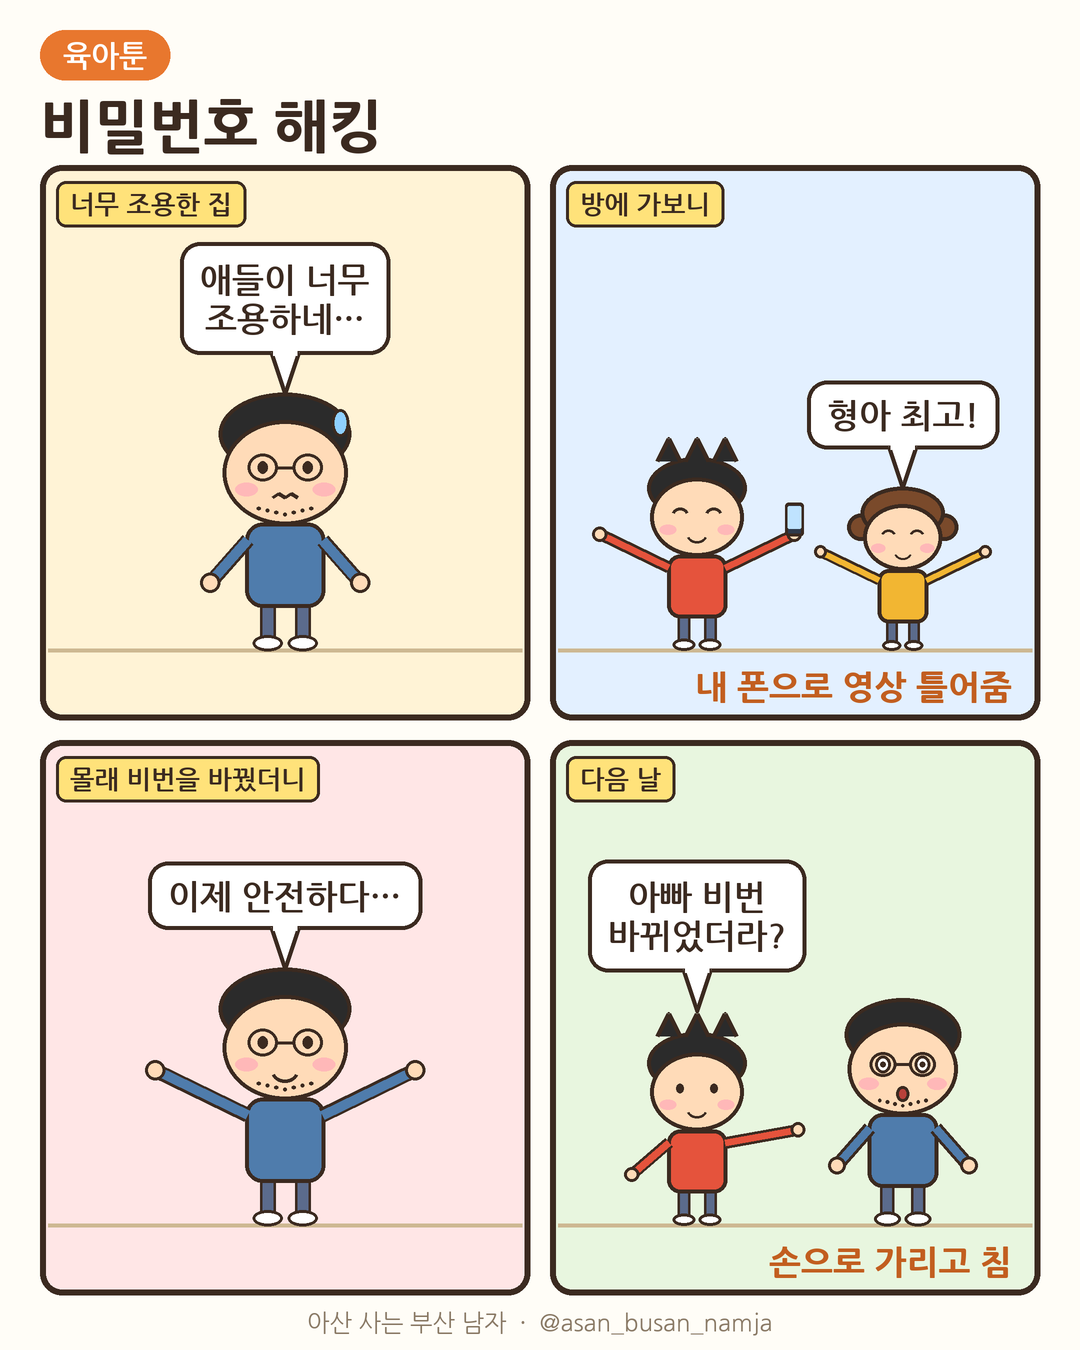 육아툰
비밀번호 해킹
너무 조용한 집
애들이 너무
조용하네…
방에 가보니
형아 최고!
내 폰으로 영상 틀어줌
몰래 비번을 바꿨더니
이제 안전하다…
다음 날
아빠 비번
바뀌었더라?
손으로 가리고 침
아산 사는 부산 남자 · @asan_busan_namja